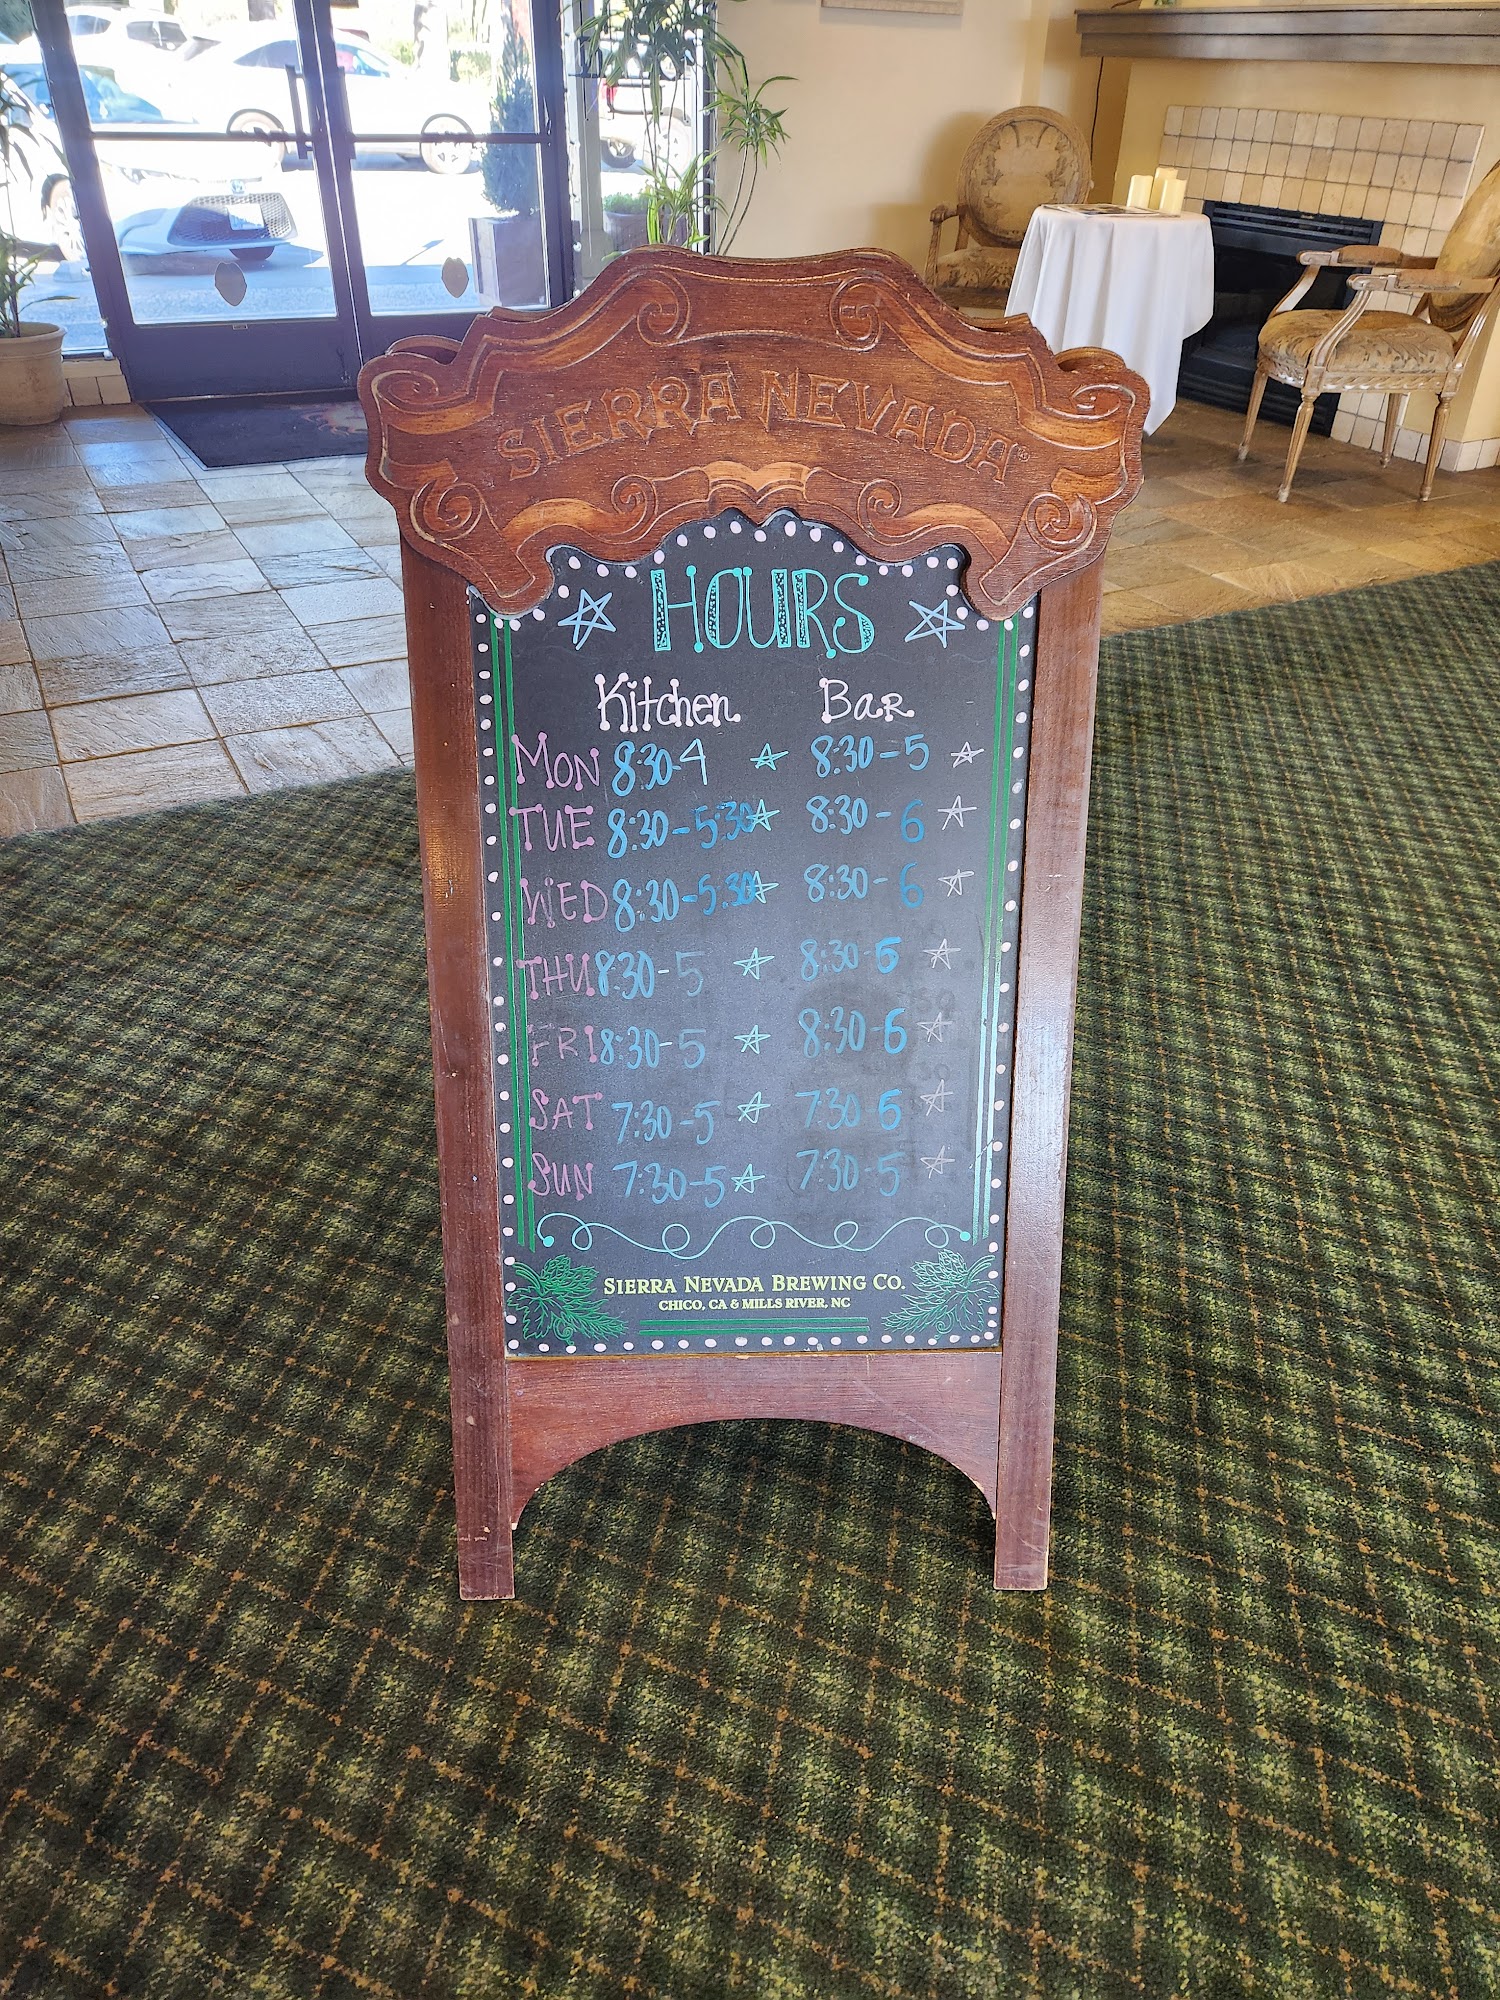 SIERRA NEVADA
HOURS
Kitchen Bar
MON 8:30-4 8:30-5
TUE 8:30-5:30 8:30-6
WED 8:30-5:30 8:30-6
THU 8:30-5 8:30-6
FRI 8:30-5 8:30-6
SAT 7:30-5 7:30-6
SUN 7:30-5 7:30-5
SIERRA NEVADA BREWING CO.
CHICO, CA & MILLS RIVER, NC